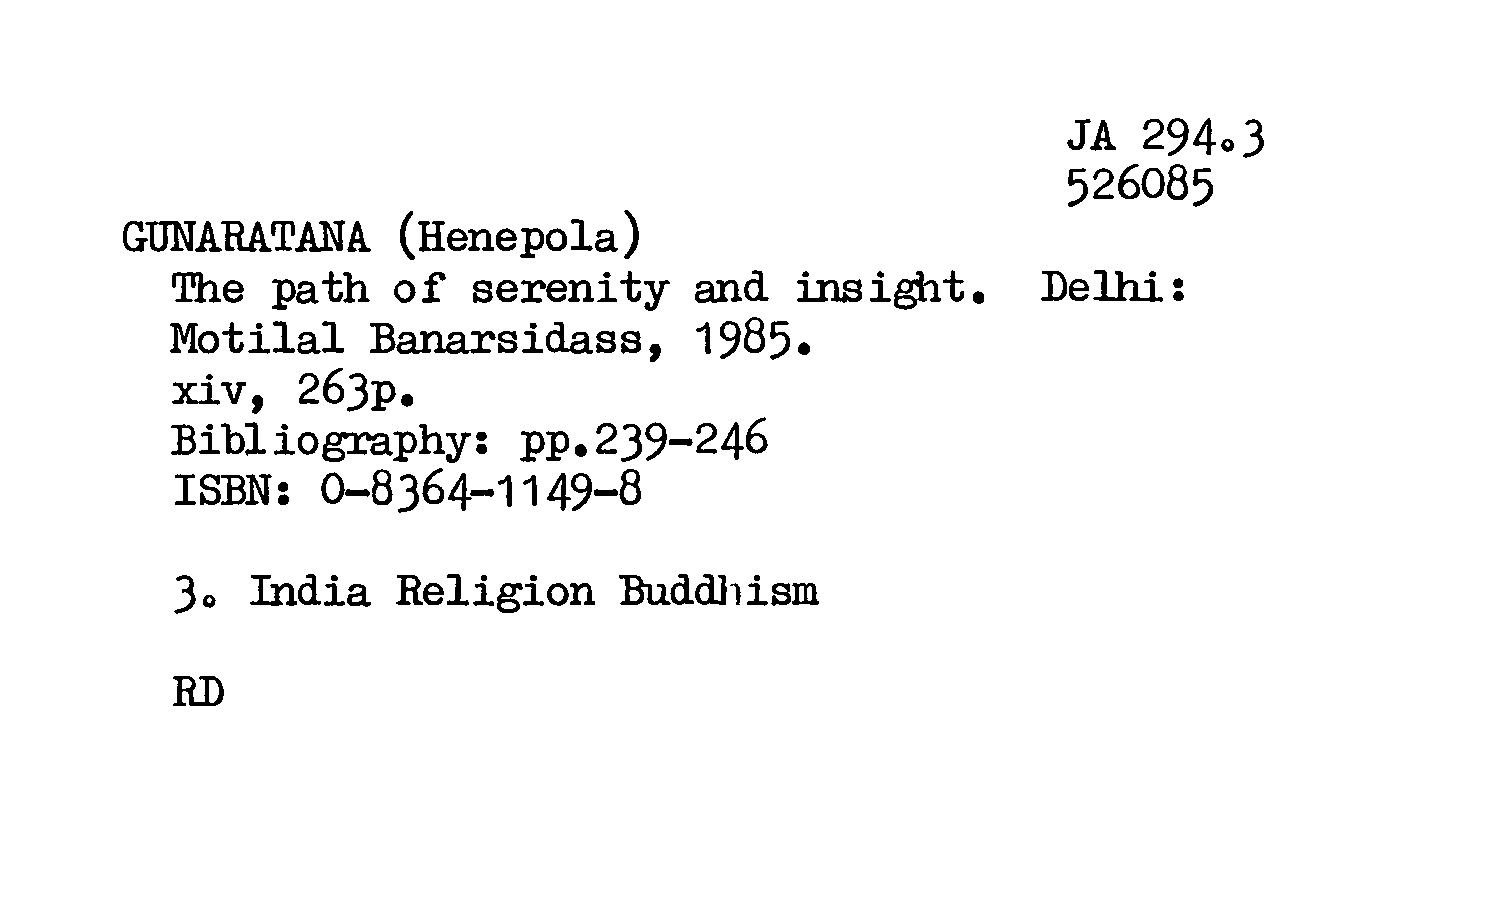 JA 294.3
526085
GUNARATANA (Henepola)
The path of serenity and insight. Delhi:
Motilal Banarsidass, 1985.
xiv, 263p.
Bibliography: pp.239-246
ISBN: 0-8364-1149-8
3. India Religion Buddhism
RD